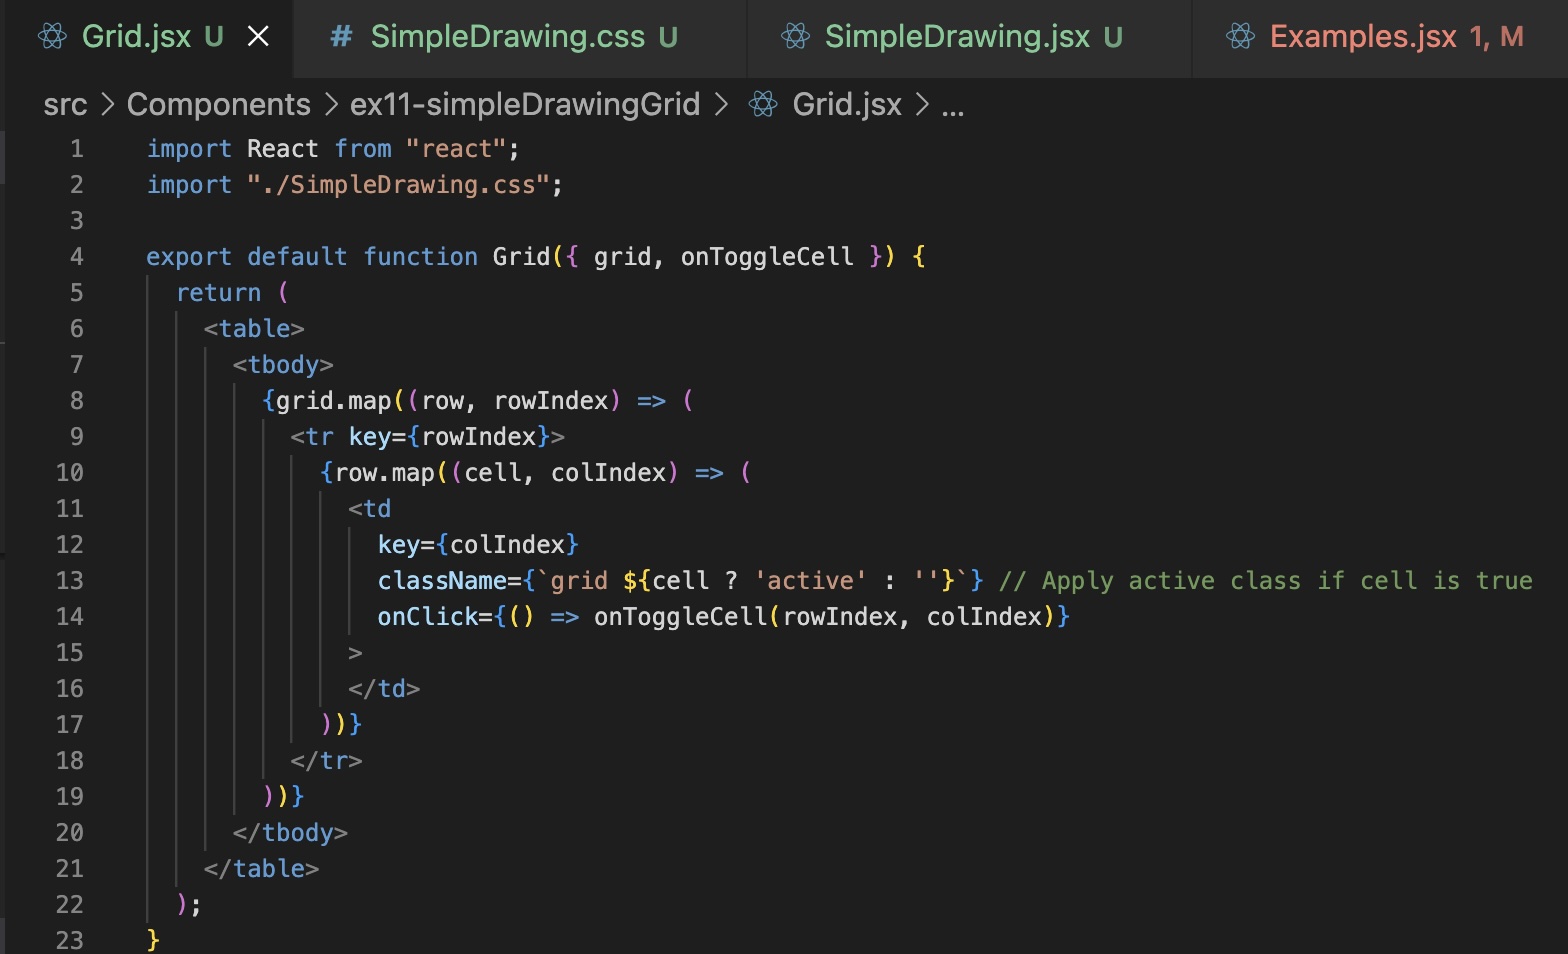 Grid.jsx U × # SimpleDrawing.css U SimpleDrawing.jsx U Examples.jsx 1, M
src > Components > ex11-simpleDrawingGrid > Grid.jsx > ...
1 import React from "react";
2 import "./SimpleDrawing.css";
3
4 export default function Grid({ grid, onToggleCell }) {
5   return (
6     <table>
7       <tbody>
8         {grid.map((row, rowIndex) => (
9           <tr key={rowIndex}>
10             {row.map((cell, colIndex) => (
11               <td
12                 key={colIndex}
13                 className={`grid ${cell ? 'active' : ''}`} // Apply active class if cell is true
14                 onClick={() => onToggleCell(rowIndex, colIndex)}
15               >
16               </td>
17             ))}
18           </tr>
19         ))}
20       </tbody>
21     </table>
22   );
23 }